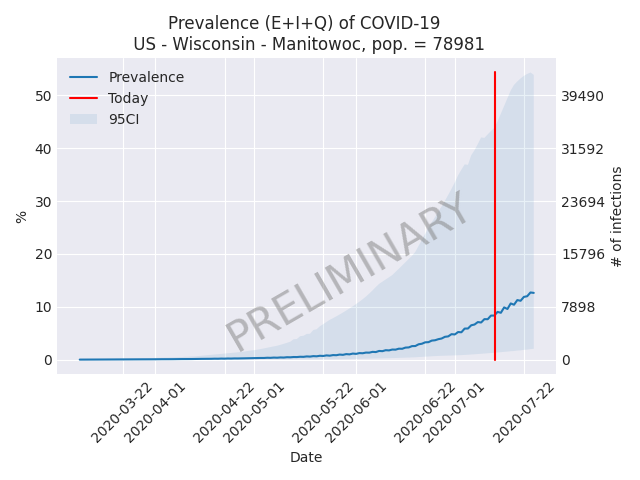 Prevalence (E+I+Q) of COVID-19
US - Wisconsin - Manitowoc, pop. = 78981
Prevalence
Today
95CI
50
40
30
20
10
0
%
39490
31592
23694
15796
7898
0
# of infections
PRELIMINARY
2020-03-22
2020-04-01
2020-04-22
2020-05-01
2020-05-22
2020-06-01
2020-06-22
2020-07-01
2020-07-22
Date